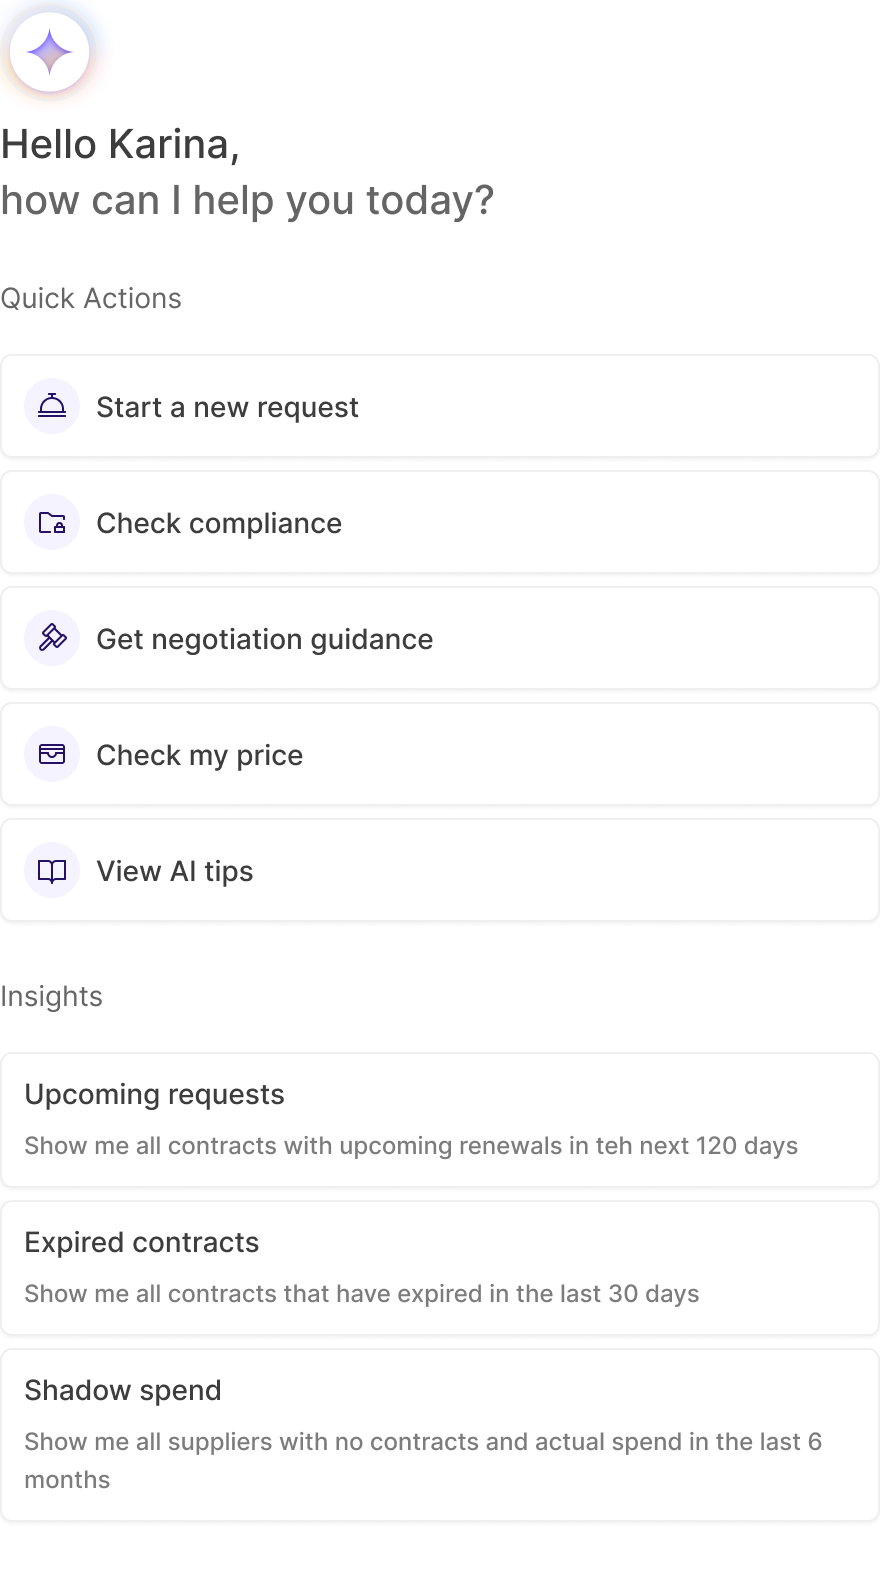 Hello Karina,
how can I help you today?
Quick Actions
Start a new request
Check compliance
Get negotiation guidance
Check my price
View AI tips
Insights
Upcoming requests
Show me all contracts with upcoming renewals in teh next 120 days
Expired contracts
Show me all contracts that have expired in the last 30 days
Shadow spend
Show me all suppliers with no contracts and actual spend in the last 6
months